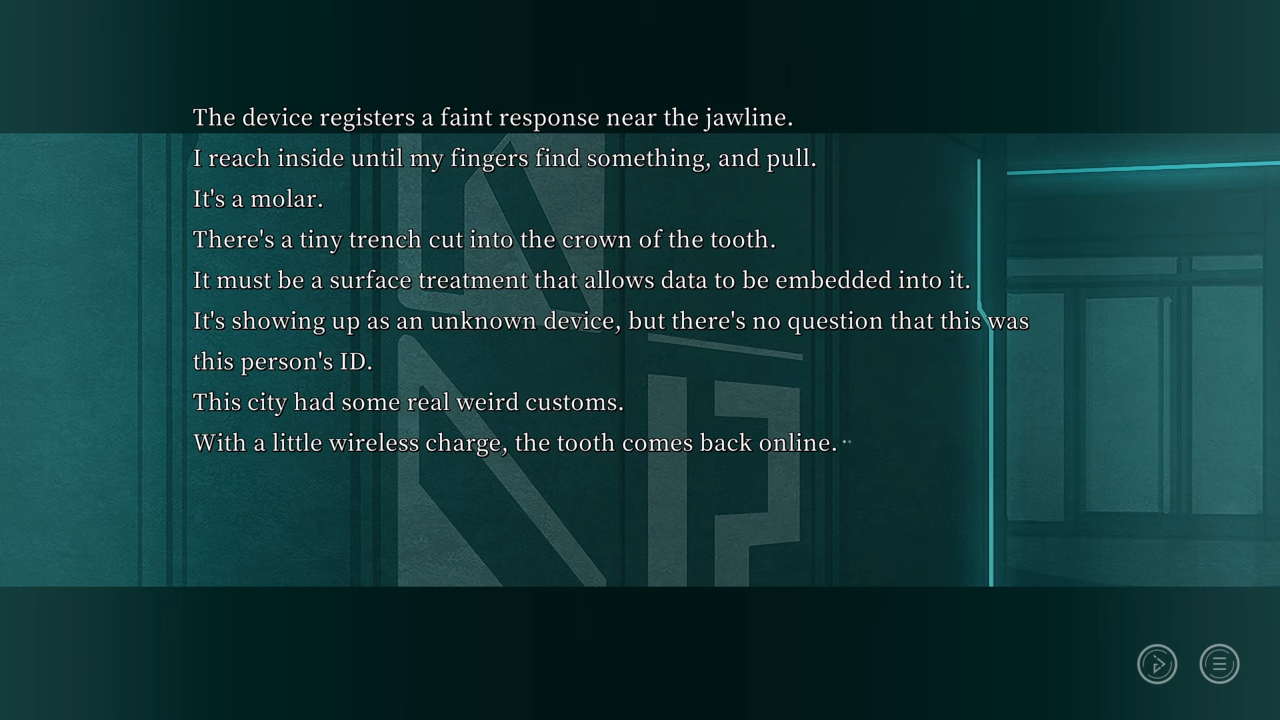 The device registers a faint response near the jawline.
I reach inside until my fingers find something, and pull.
It's a molar.
There's a tiny trench cut into the crown of the tooth.
It must be a surface treatment that allows data to be embedded into it.
It's showing up as an unknown device, but there's no question that this was
this person's ID.
This city had some real weird customs.
With a little wireless charge, the tooth comes back online.